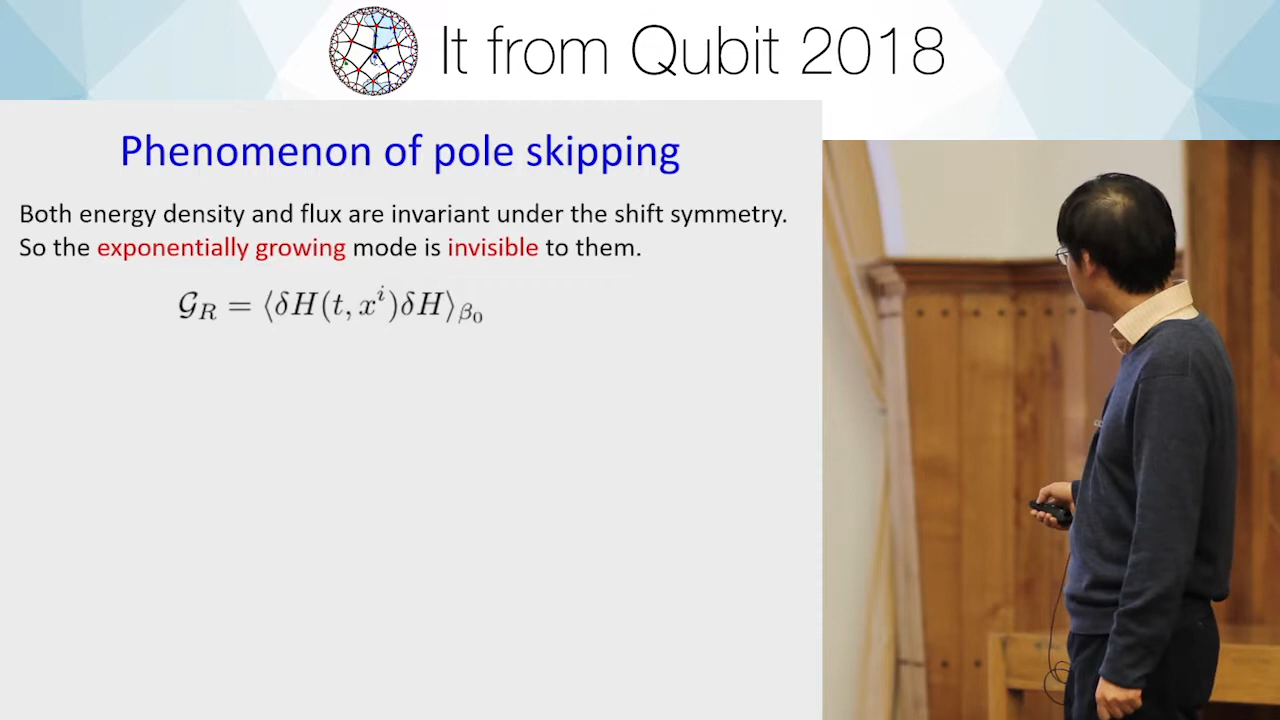 It from Qubit 2018
Phenomenon of pole skipping
Both energy density and flux are invariant under the shift symmetry.
So the exponentially growing mode is invisible to them.
𝒢_R = ⟨δH(t, x^i)δH⟩_{β_0}